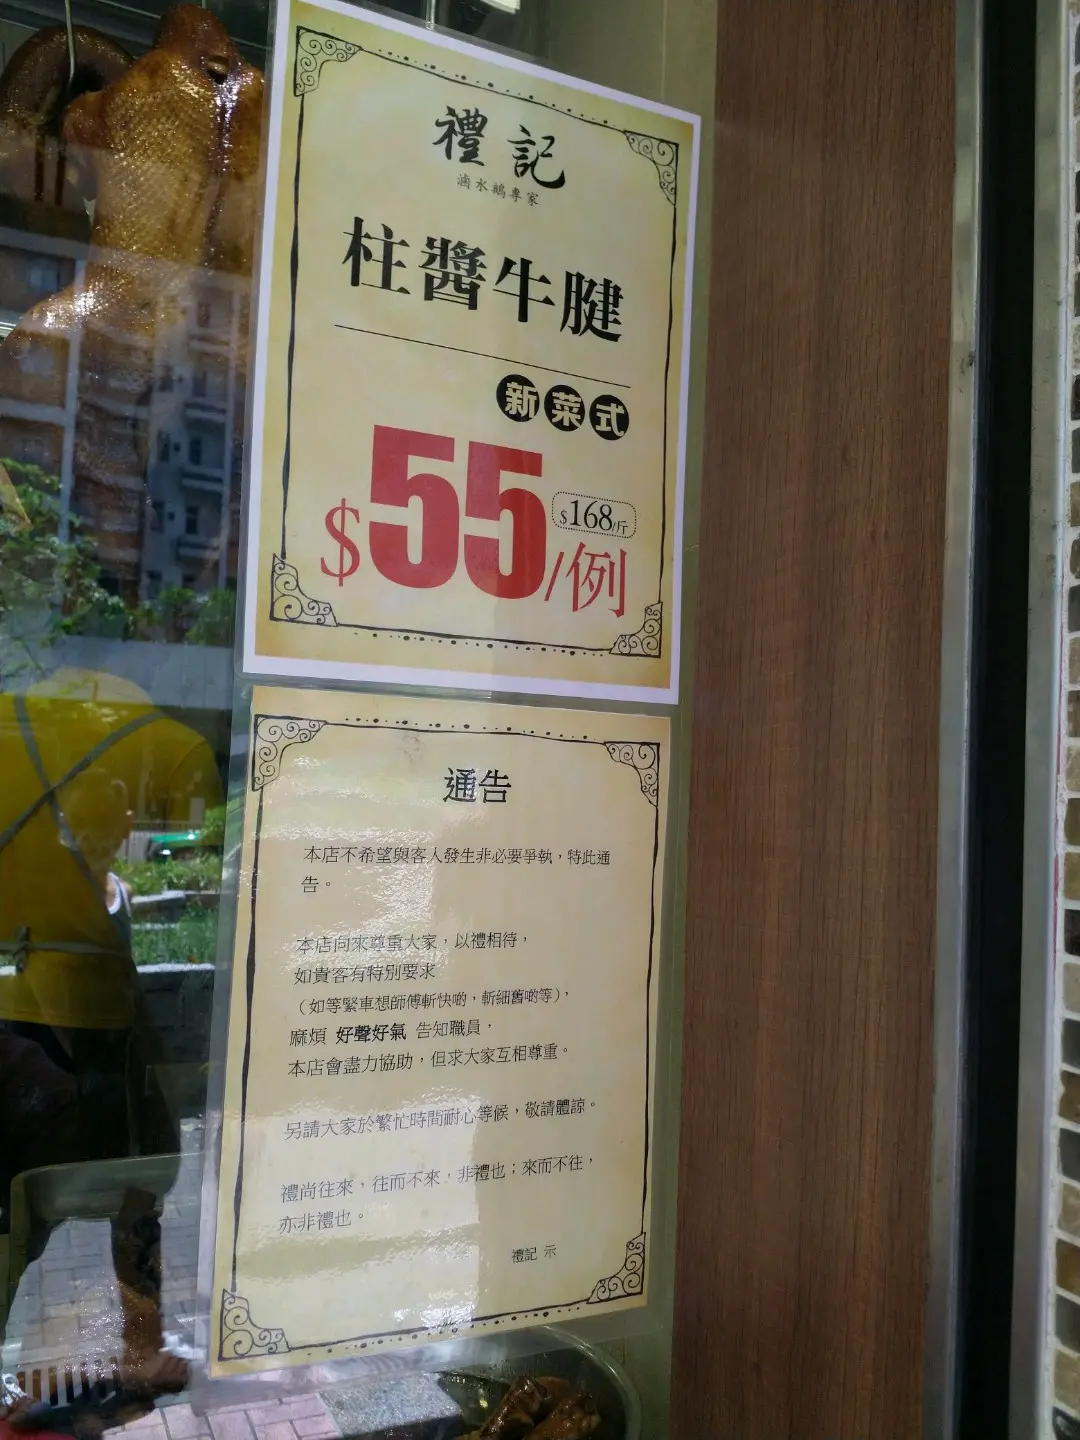 禮記
滷水鵝專家
柱醬牛腱
新菜式
$55/例
$168/斤
通告
本店不希望與客人發生非必要爭執，特此通
告。
本店向來尊重大家，以禮相待，
如貴客有特別要求
（如等緊車想師傅斬快啲，斬細舊啲等），
麻煩 好聲好氣 告知職員，
本店會盡力協助，但求大家互相尊重。
另請大家於繁忙時間耐心等候，敬請體諒。
禮尚往來，往而不來，非禮也；來而不往，
亦非禮也。
禮記 示